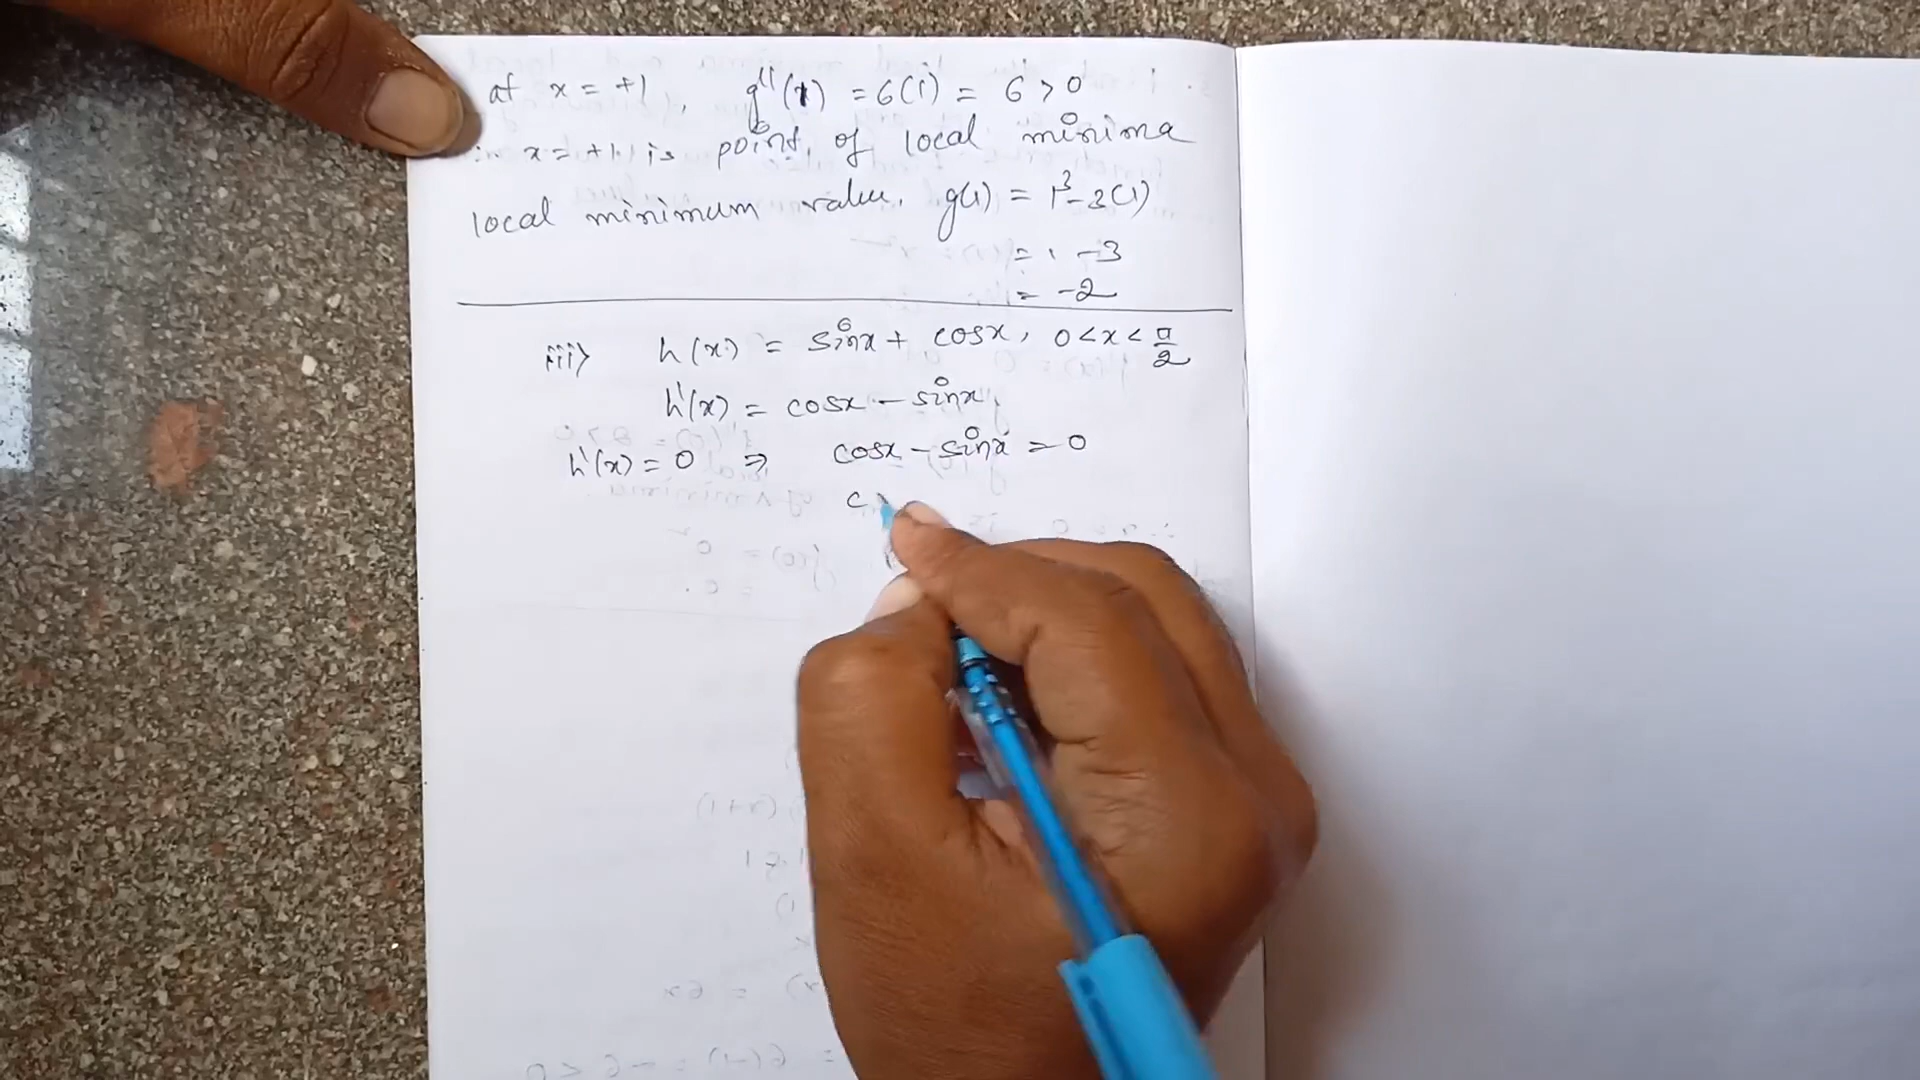 at x = +1, g''(1) = 6(1) = 6 > 0
x = +1 is point of local minima
local minimum value. g(1) = 1³ - 3(1)
= 1 - 3
= -2
iii) h(x) = sinx + cosx, 0 < x < π/2
h'(x) = cosx - sinx
h'(x) = 0 ⇒ cosx - sinx = 0
c